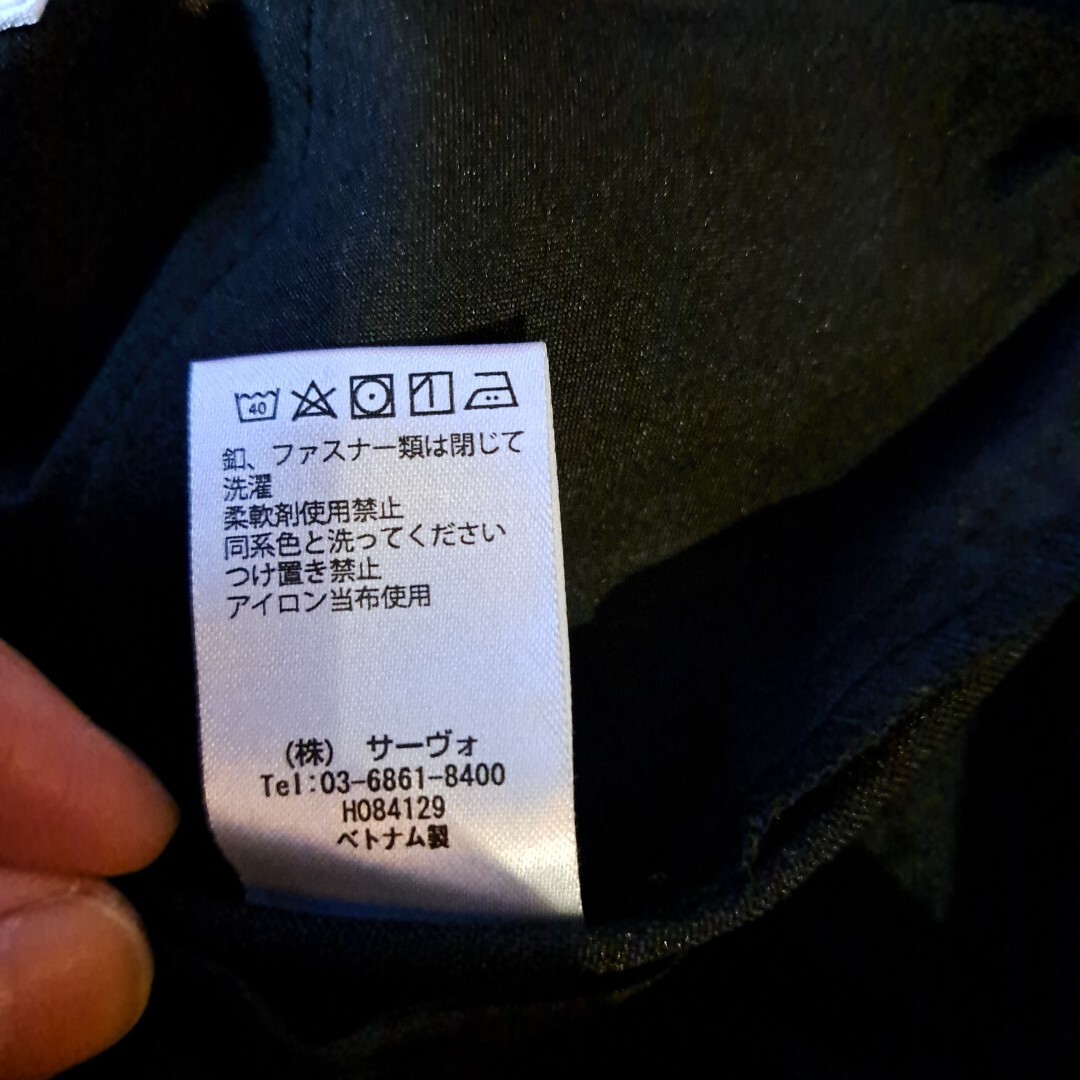 40
釦、ファスナー類は閉じて
洗濯
柔軟剤使用禁止
同系色と洗ってください
つけ置き禁止
アイロン当布使用
(株) サーヴォ
Tel:03-6861-8400
H084129
ベトナム製